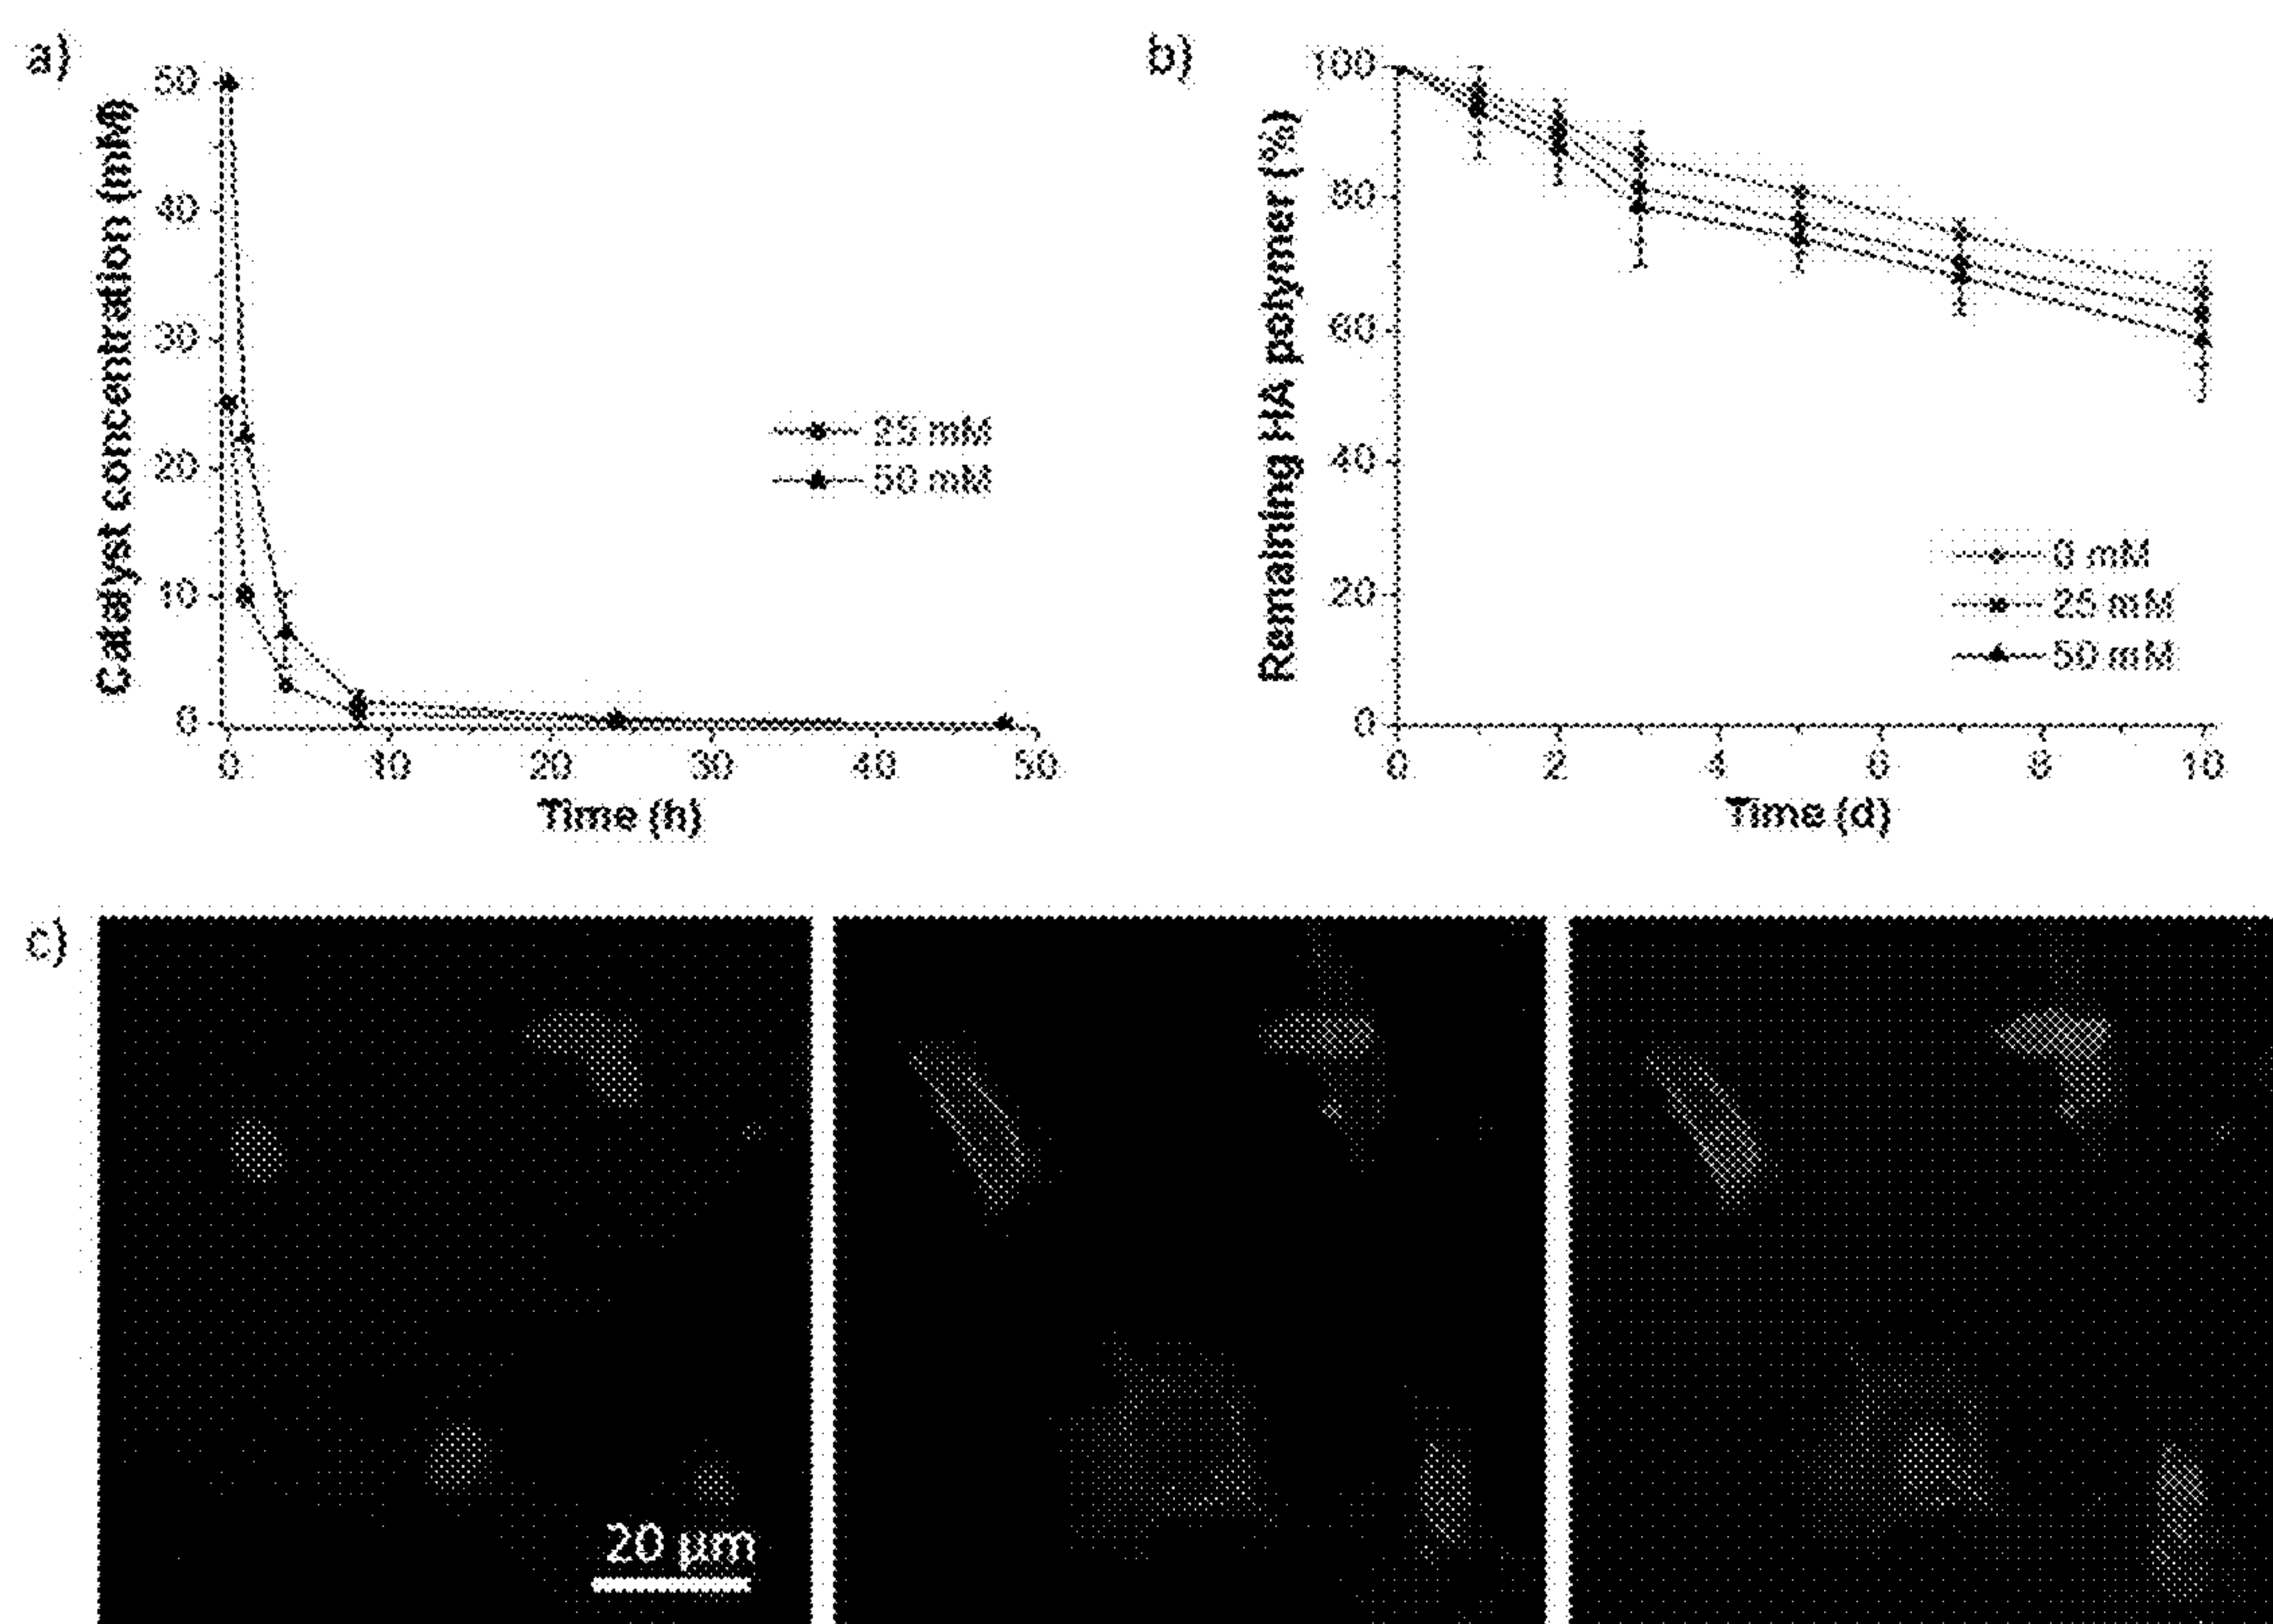 a)
Catalyst concentration (mM)
50
40
30
20
10
0
0 10 20 30 40 50
Time (h)
25 mM
50 mM
b)
Remaining HA polymer (%)
100
80
60
40
20
0
0 2 4 6 8 10
Time (d)
0 mM
25 mM
50 mM
c)
20 μm